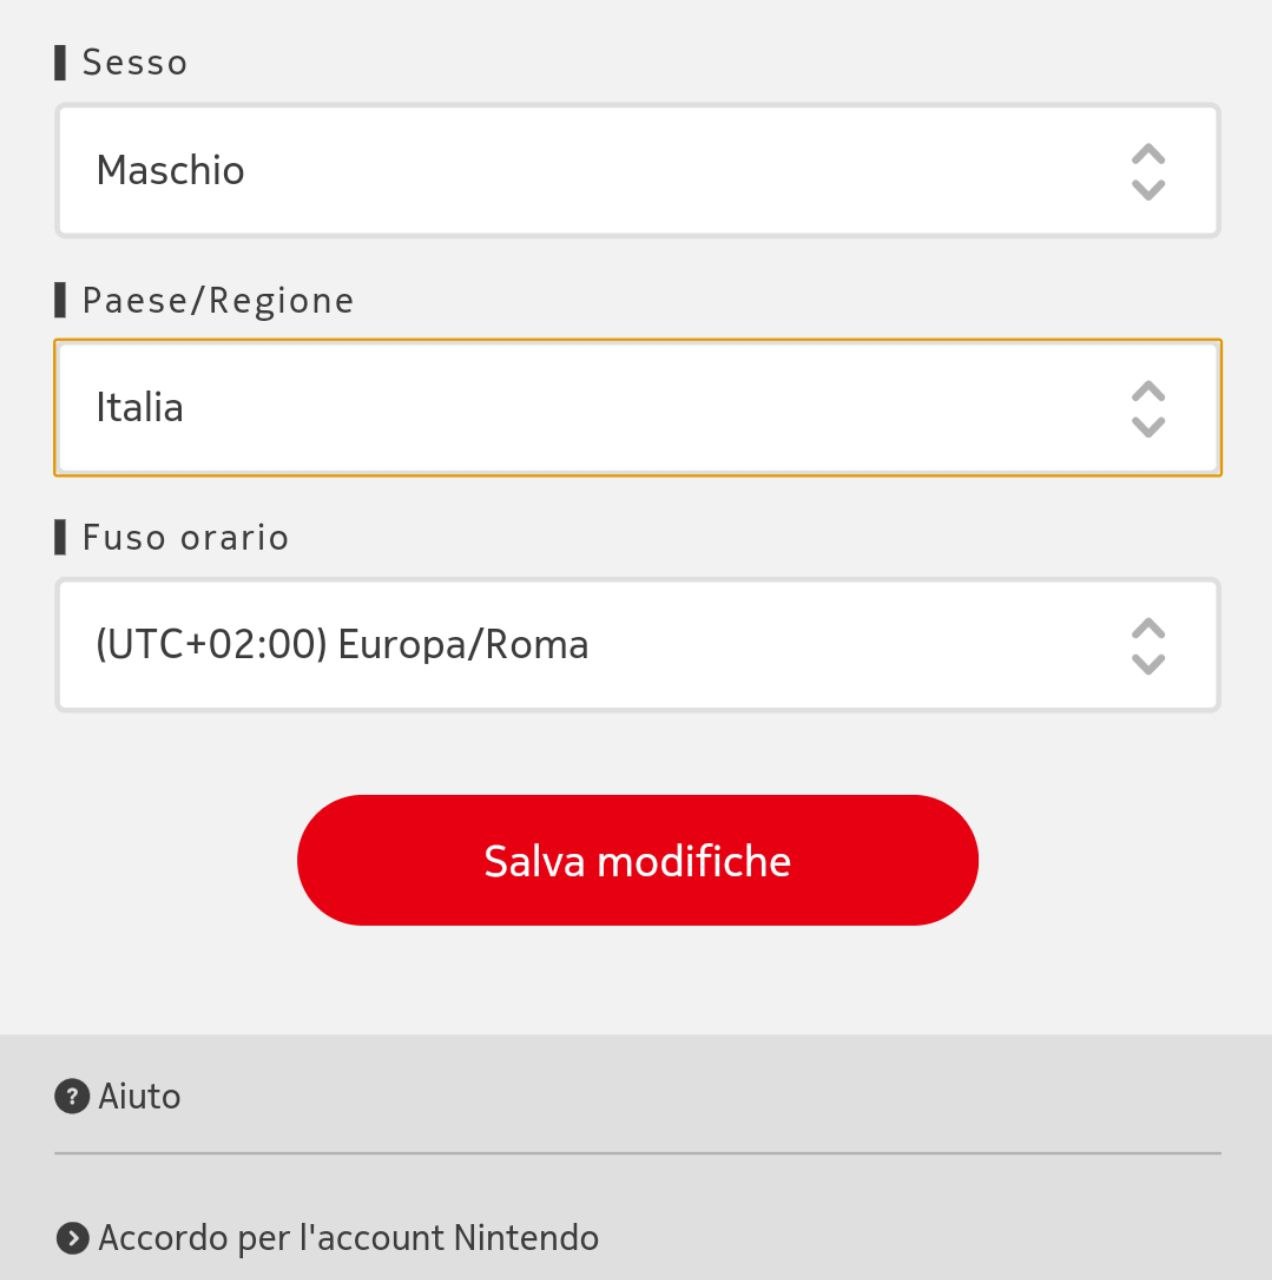 Sesso
Maschio
Paese/Regione
Italia
Fuso orario
(UTC+02:00) Europa/Roma
Salva modifiche
? Aiuto
Accordo per l'account Nintendo